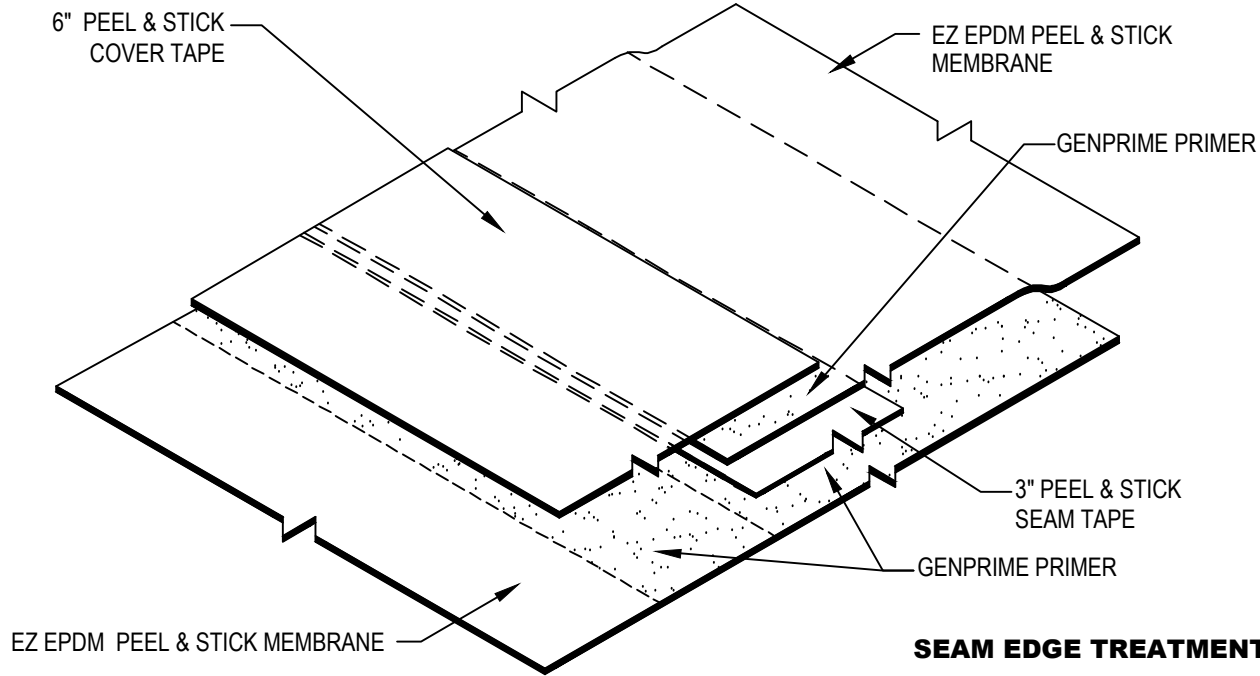 6" PEEL & STICK
COVER TAPE
EZ EPDM PEEL & STICK
MEMBRANE
GENPRIME PRIMER
3" PEEL & STICK
SEAM TAPE
GENPRIME PRIMER
EZ EPDM  PEEL & STICK MEMBRANE
SEAM EDGE TREATMENT